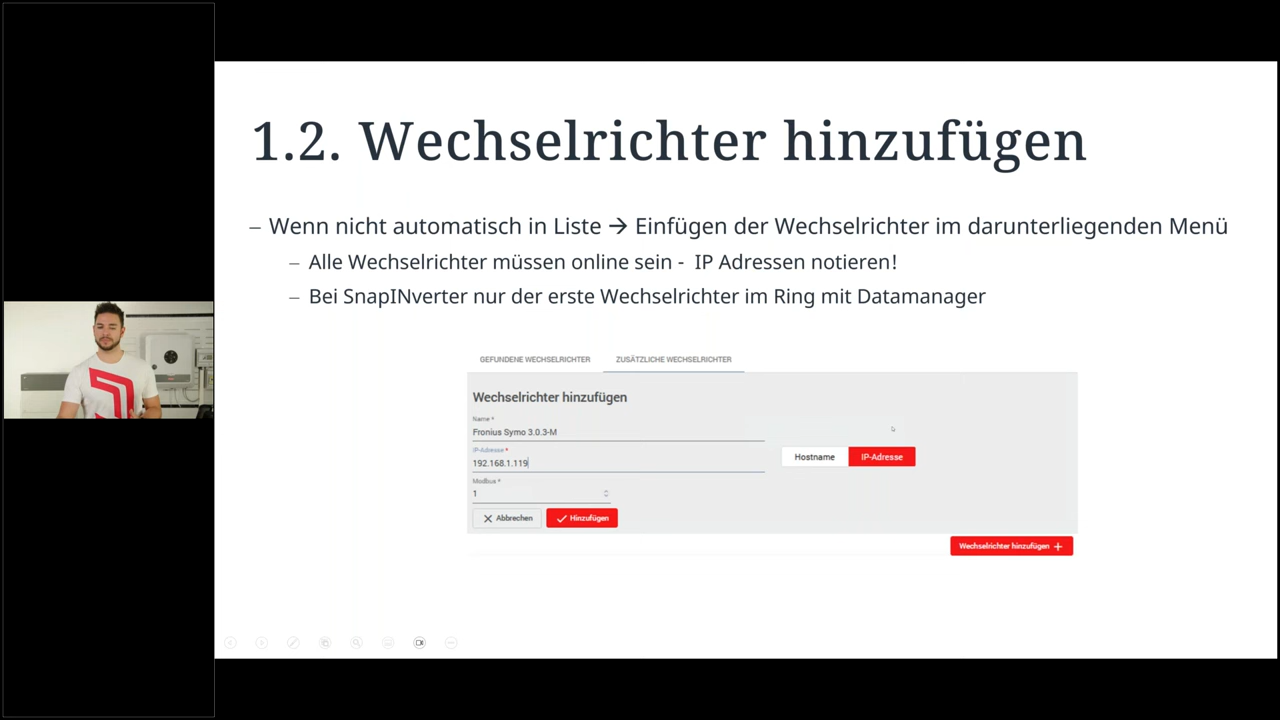 1.2. Wechselrichter hinzufügen
– Wenn nicht automatisch in Liste → Einfügen der Wechselrichter im darunterliegenden Menü
– Alle Wechselrichter müssen online sein - IP Adressen notieren!
– Bei SnapINverter nur der erste Wechselrichter im Ring mit Datamanager
GEFUNDENE WECHSELRICHTER ZUSÄTZLICHE WECHSELRICHTER
Wechselrichter hinzufügen
Name *
Fronius Symo 3.0.3-M
IP-Adresse *
192.168.1.119
Hostname IP-Adresse
Modbus *
1
Abbrechen Hinzufügen
Wechselrichter hinzufügen +